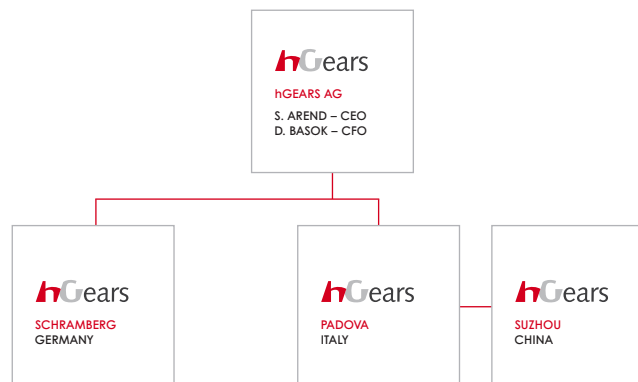 hGears
hGEARS AG
S. AREND – CEO
D. BASOK – CFO
hGears
SCHRAMBERG
GERMANY
hGears
PADOVA
ITALY
hGears
SUZHOU
CHINA